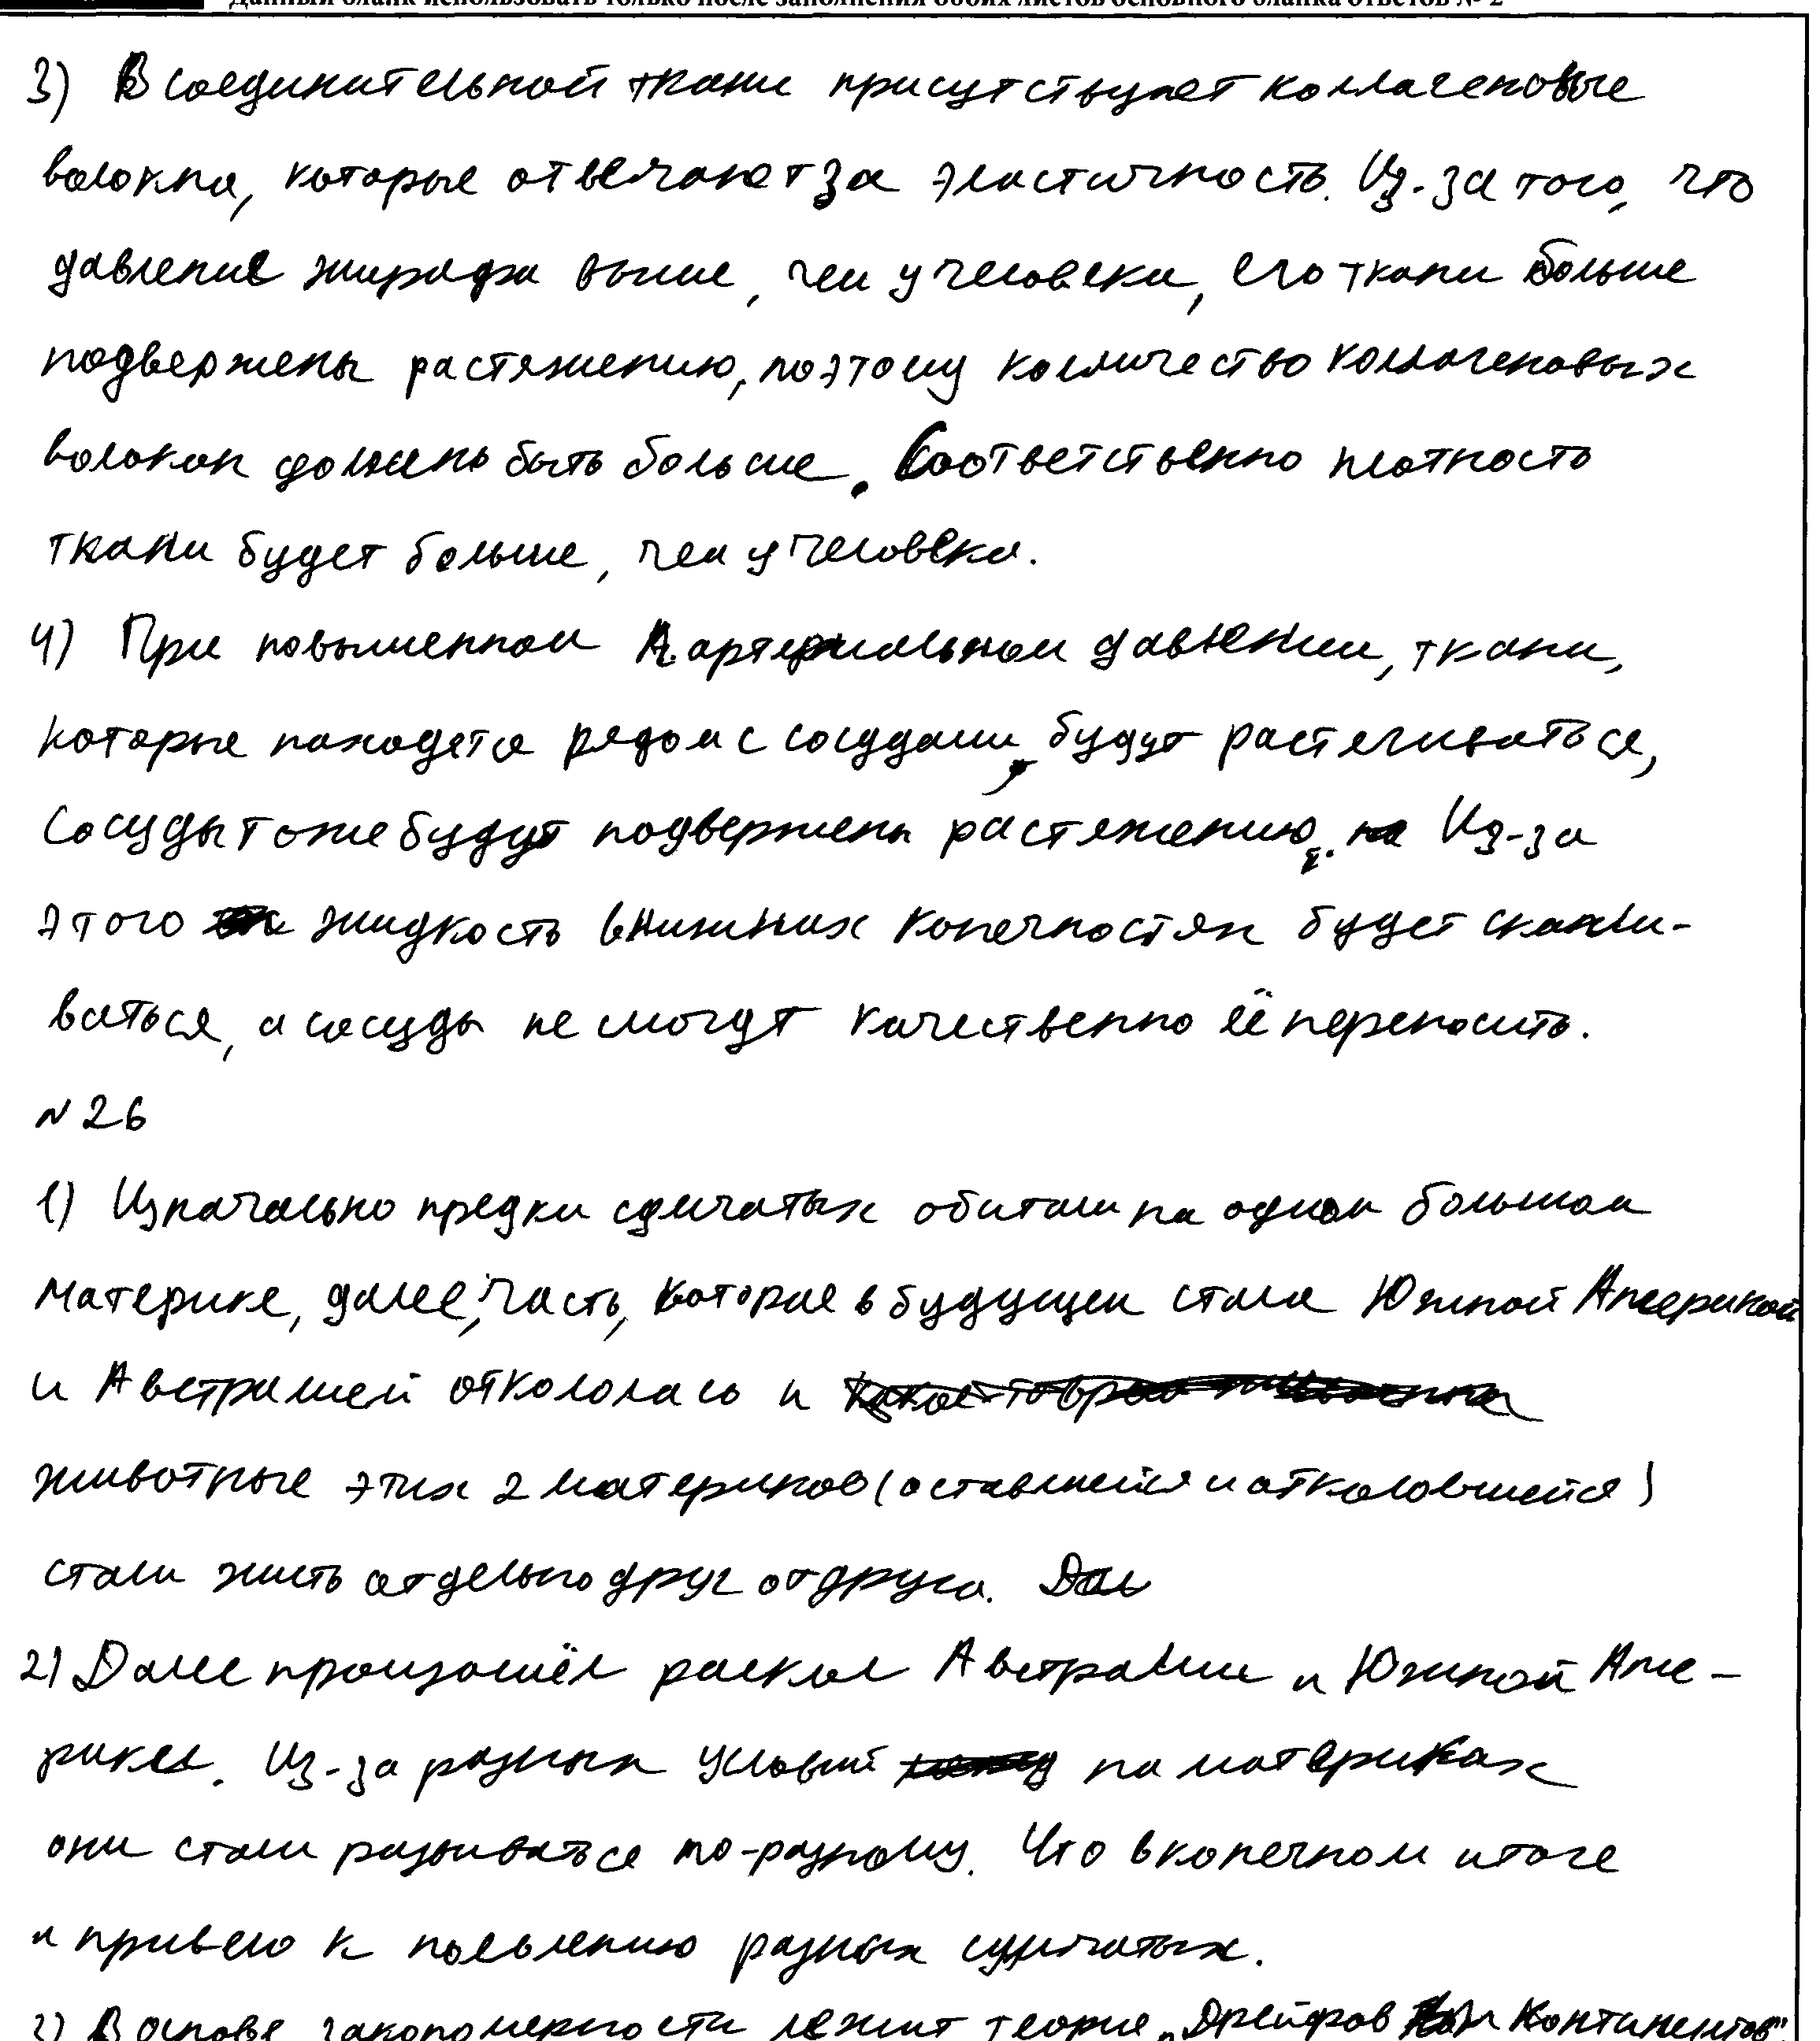 Данный бланк использовать только после заполнения обоих листов основного бланка ответов № 2
3) В соединительной ткани присутствует коллагеновые
волокна, которые отвечают за эластичность. Из-за того, что
давление жирафа выше, чем у человека, его ткани больше
подвержены растяжению, поэтому количество коллагеновых
волокон должно быть больше. Соответственно плотность
ткани будет больше, чем у человека.
4) При повышенном артериальном давлении, ткани,
которые находятся рядом с сосудами, будут растягиваться,
сосуды тоже будут подвержены растяжению. Из-за
этого жидкость в нижних конечностях будет скапли-
ваться, а сосуды не могут качественно её переносить.
N 26
1) Изначально предки сумчатых обитали на одном большом
материке, далее, часть, которая в будущем стала Южной Америкой
и Австралией откололась и
животные этих 2 материков (оставшейся и отколовшейся)
стали жить отдельно друг от друга. Дал
2) Далее произошёл раскол Австралии и Южной Аме-
рики. Из-за разных условий на материках
они стали развиваться по-разному. Что в конечном итоге
и привело к появлению разных сумчатых.
3) В основе закономерности лежит теория "Дрейфов Континентов".